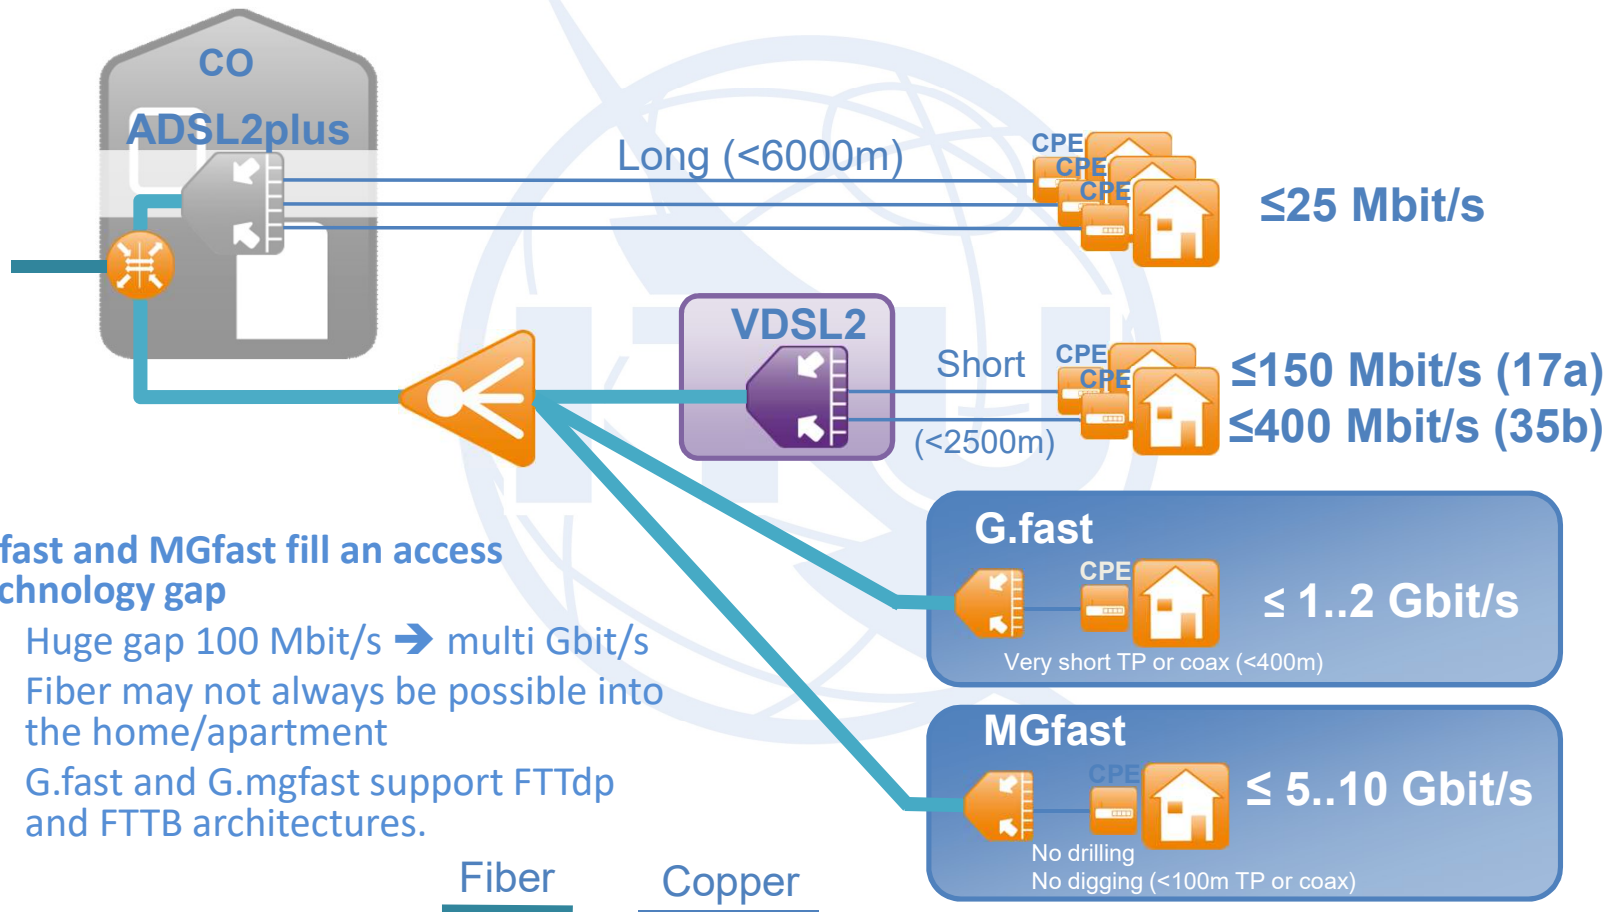 CO
ADSL2plus
Long (<6000m)
CPE
CPE
CPE
≤25 Mbit/s
VDSL2
Short
(<2500m)
CPE
CPE
≤150 Mbit/s (17a)
≤400 Mbit/s (35b)
G.fast
CPE
≤ 1..2 Gbit/s
Very short TP or coax (<400m)
MGfast
CPE
≤ 5..10 Gbit/s
No drilling
No digging (<100m TP or coax)
fast and MGfast fill an access
chnology gap
Huge gap 100 Mbit/s ➔ multi Gbit/s
Fiber may not always be possible into
the home/apartment
G.fast and G.mgfast support FTTdp
and FTTB architectures.
Fiber
Copper
ITU